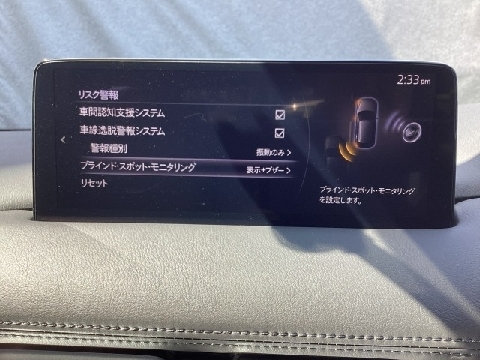 2:33 pm
リスク警報
車間認知支援システム
車線逸脱警報システム
警報種別 振動のみ >
ブラインド・スポット・モニタリング 表示+ブザー >
リセット
ブラインド・スポット・モニタリング
を設定します。